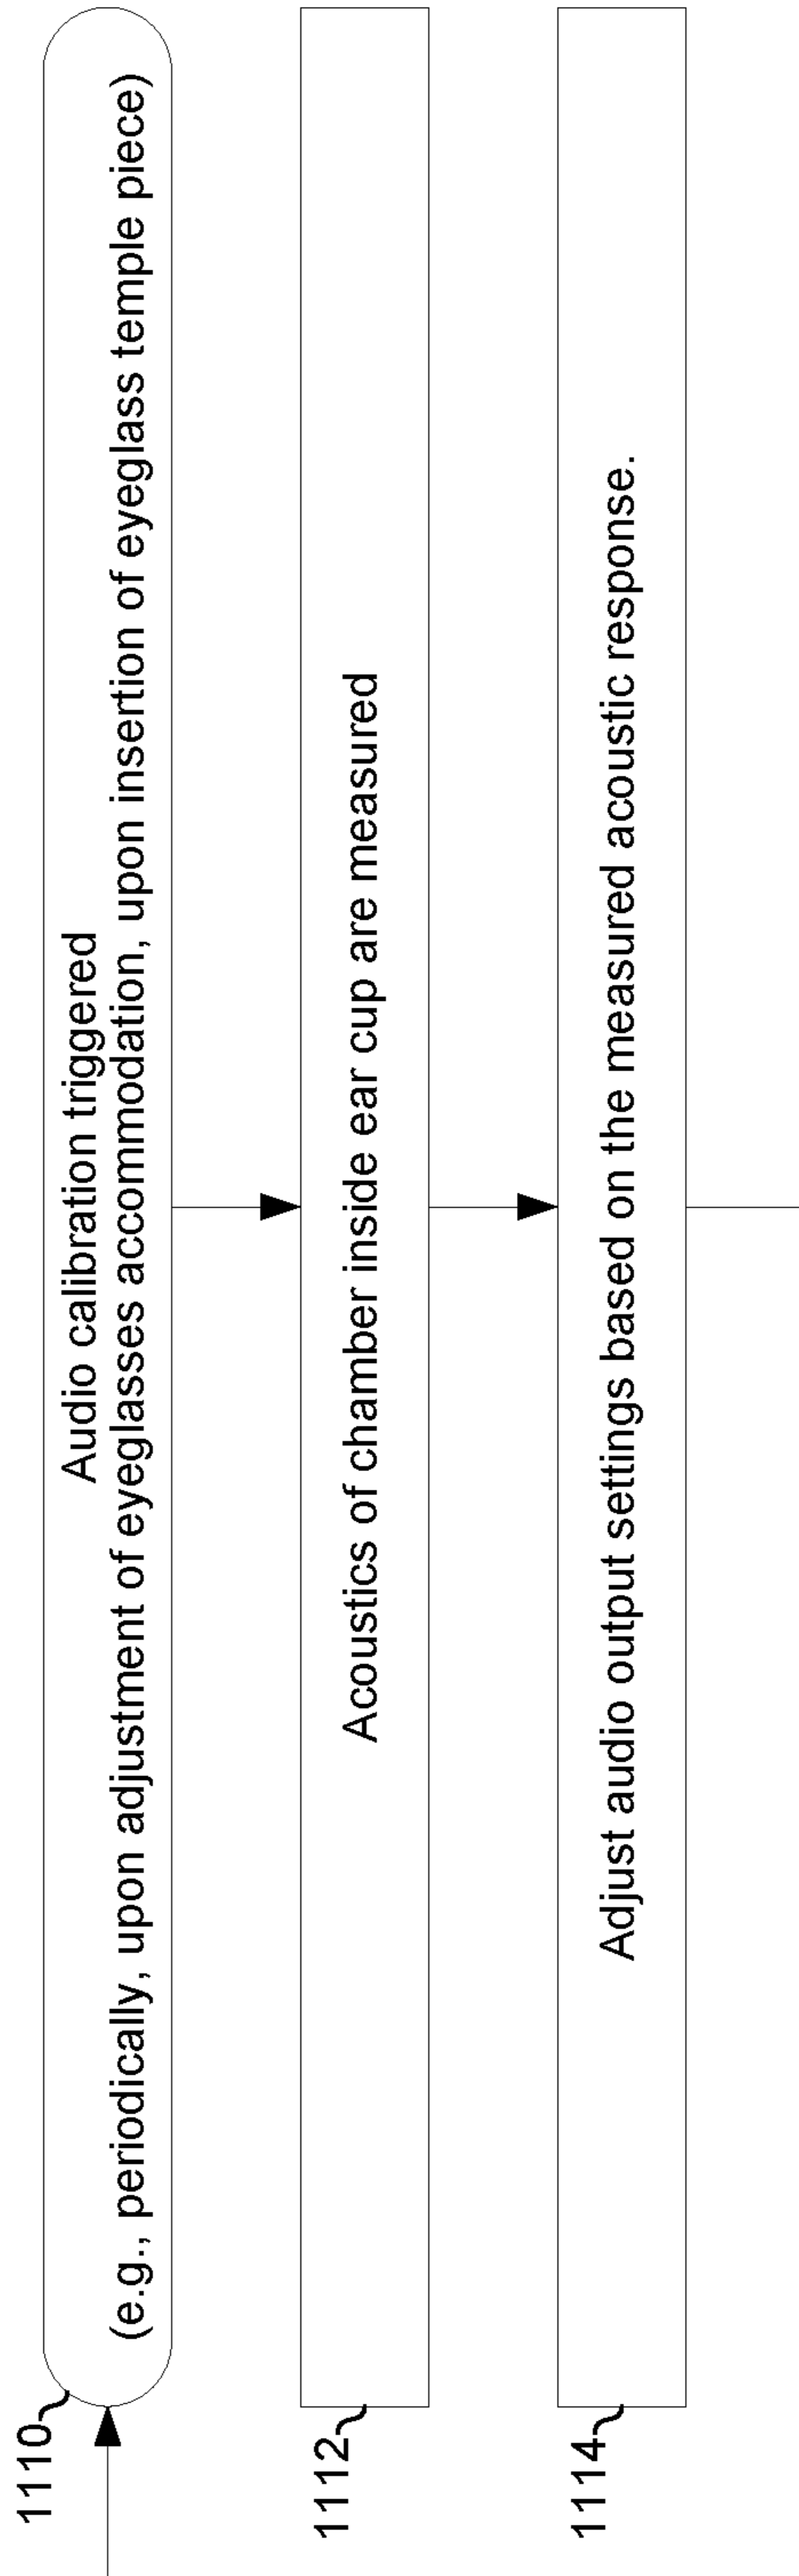 1110
Audio calibration triggered
(e.g., periodically, upon adjustment of eyeglasses accommodation, upon insertion of eyeglass temple piece)
1112
Acoustics of chamber inside ear cup are measured
1114
Adjust audio output settings based on the measured acoustic response.